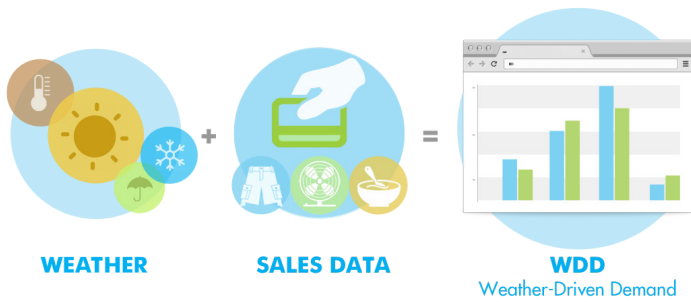 +
=
WEATHER
SALES DATA
WDD
Weather-Driven Demand